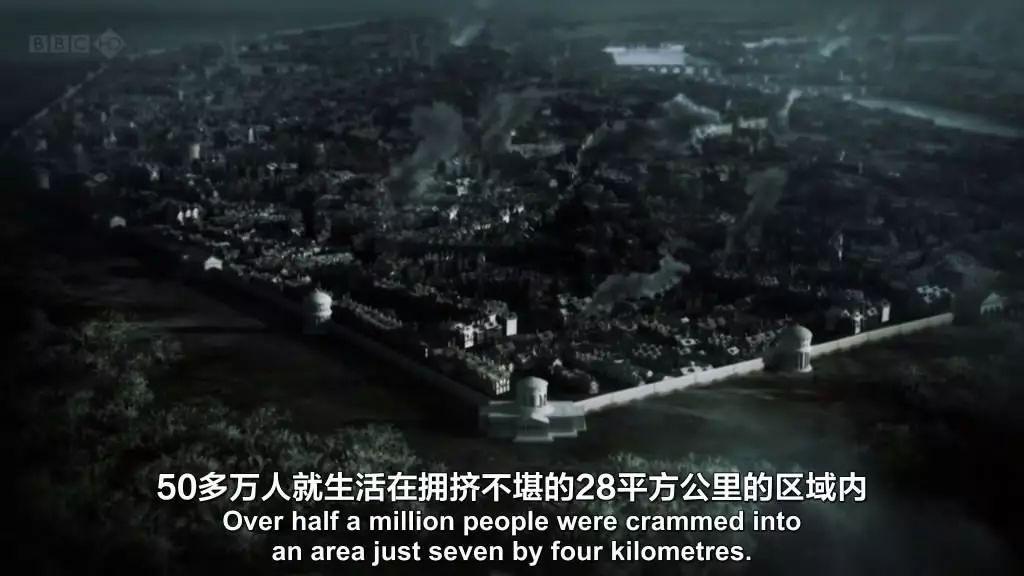 BBC HD
50多万人就生活在拥挤不堪的28平方公里的区域内
Over half a million people were crammed into
an area just seven by four kilometres.